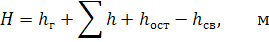 H = hг + ∑h + hост − hсв, м